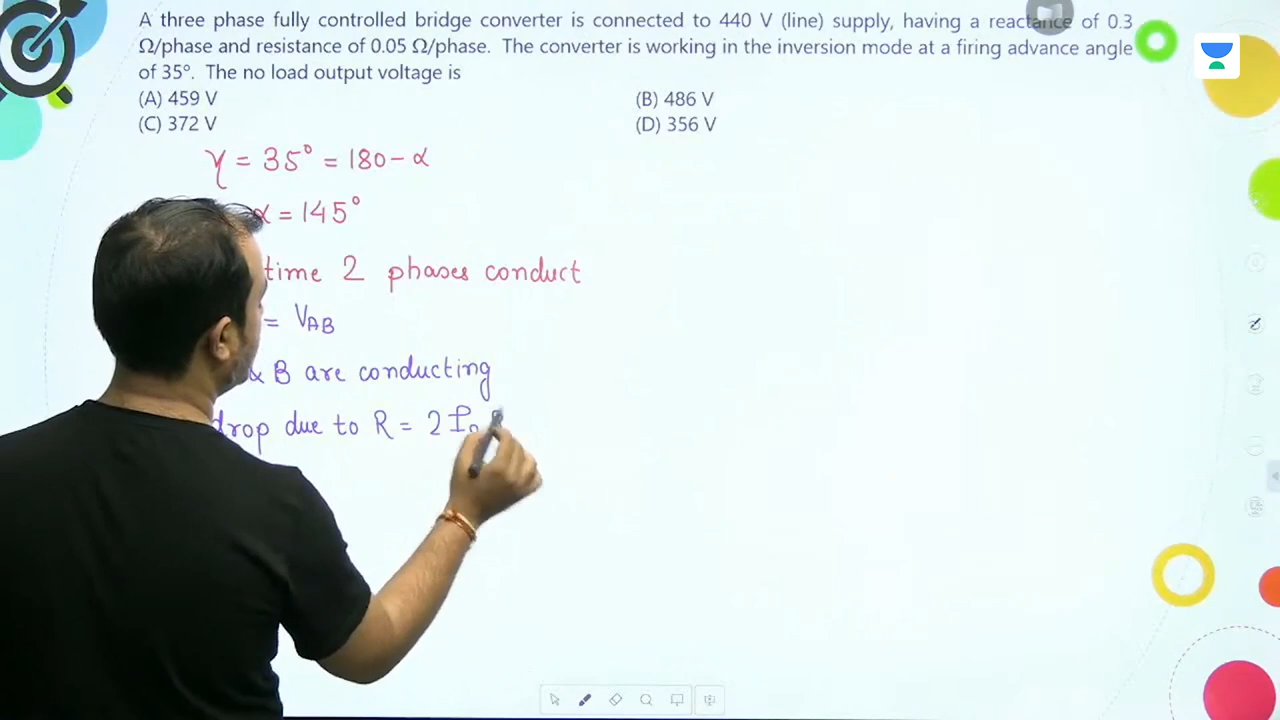 A three phase fully controlled bridge converter is connected to 440 V (line) supply, having a reactance of 0.3
Ω/phase and resistance of 0.05 Ω/phase. The converter is working in the inversion mode at a firing advance angle
of 35°. The no load output voltage is
(A) 459 V
(B) 486 V
(C) 372 V
(D) 356 V
γ = 35° = 180 - α
α = 145°
time 2 phases conduct
= VAB
& B are conducting
drop due to R = 2 I0